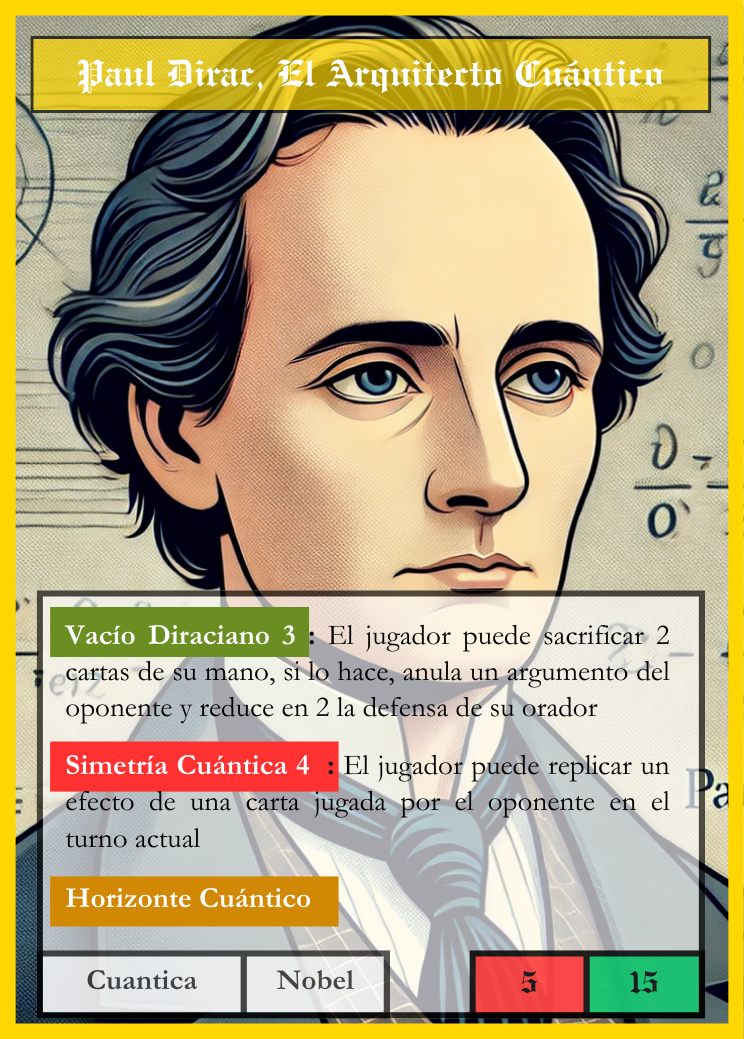 Paul Dirac, El Arquitecto Cuántico
Vacío Diraciano 3 : El jugador puede sacrificar 2
cartas de su mano, si lo hace, anula un argumento del
oponente y reduce en 2 la defensa de su orador
Simetría Cuántica 4 : El jugador puede replicar un
efecto de una carta jugada por el oponente en el
turno actual
Horizonte Cuántico
Cuantica Nobel 5 15